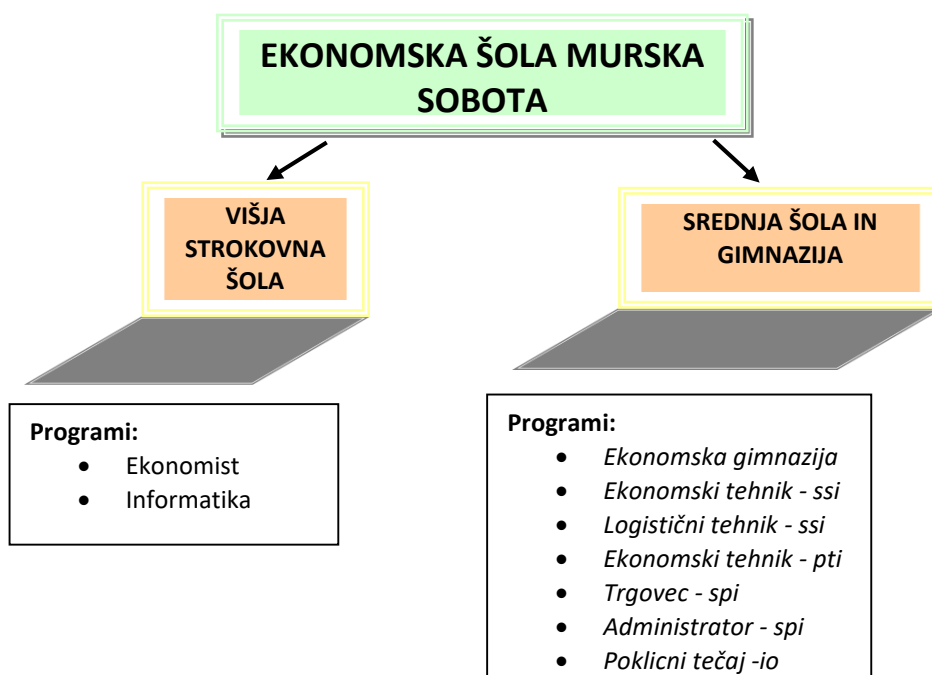 EKONOMSKA ŠOLA MURSKA
SOBOTA
VIŠJA
STROKOVNA
ŠOLA
SREDNJA ŠOLA IN
GIMNAZIJA
Programi:
• Ekonomist
• Informatika
Programi:
• Ekonomska gimnazija
• Ekonomski tehnik - ssi
• Logistični tehnik - ssi
• Ekonomski tehnik - pti
• Trgovec - spi
• Administrator - spi
• Poklicni tečaj -io